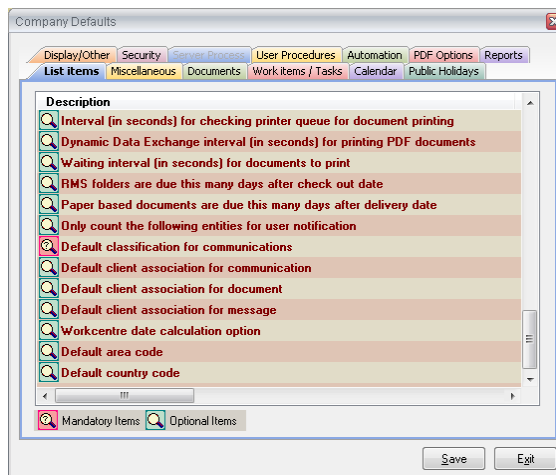 Company Defaults
Display/Other Security Server Process User Procedures Automation PDF Options Reports
List items Miscellaneous Documents Work items / Tasks Calendar Public Holidays
Description
Interval (in seconds) for checking printer queue for document printing
Dynamic Data Exchange interval (in seconds) for printing PDF documents
Waiting interval (in seconds) for documents to print
RMS folders are due this many days after check out date
Paper based documents are due this many days after delivery date
Only count the following entities for user notification
Default classification for communications
Default client association for communication
Default client association for document
Default client association for message
Workcentre date calculation option
Default area code
Default country code
Mandatory Items Optional Items
Save Exit